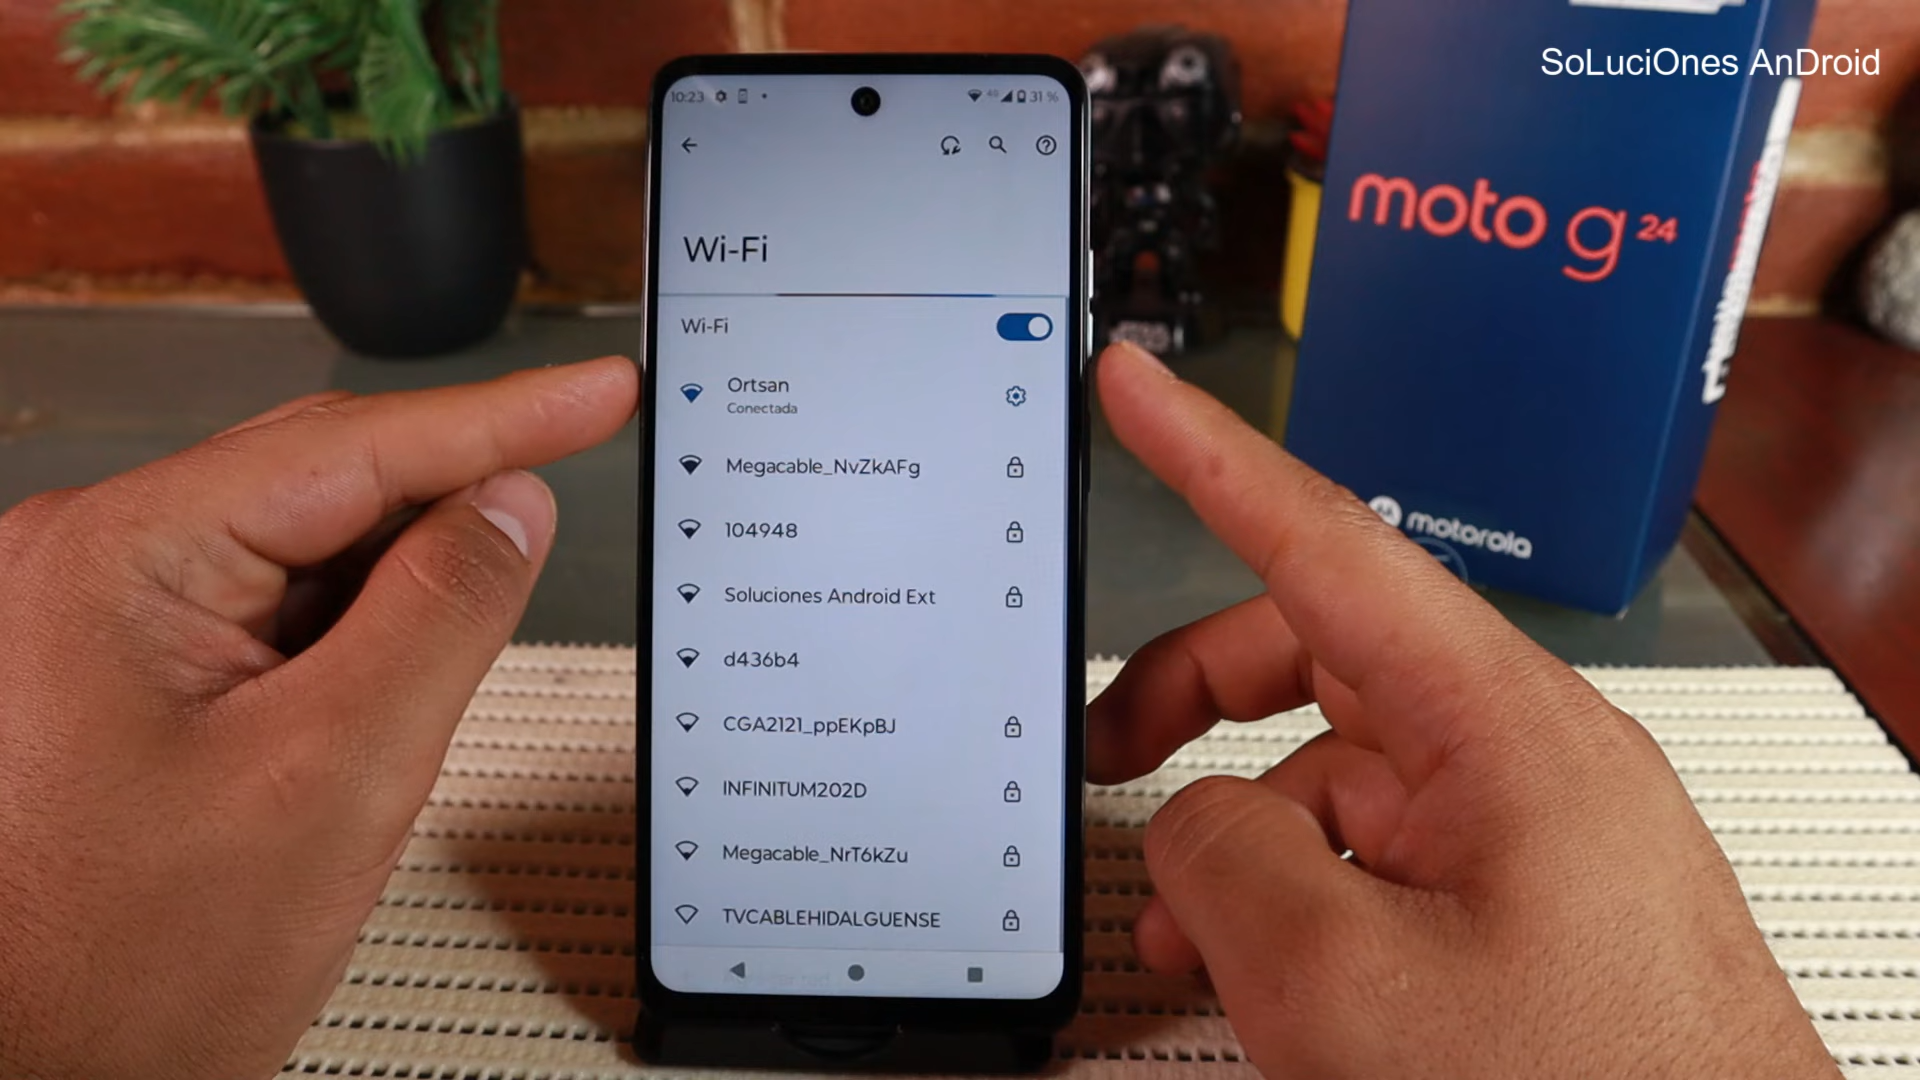 SoLuciOnes AnDroid
10:23
4G
31 %
Wi-Fi
Wi-Fi
Ortsan
Conectada
Megacable_NvZkAFg
104948
Soluciones Android Ext
d436b4
CGA2121_ppEKpBJ
INFINITUM202D
Megacable_NrT6kZu
TVCABLEHIDALGUENSE
moto g 24
motorola